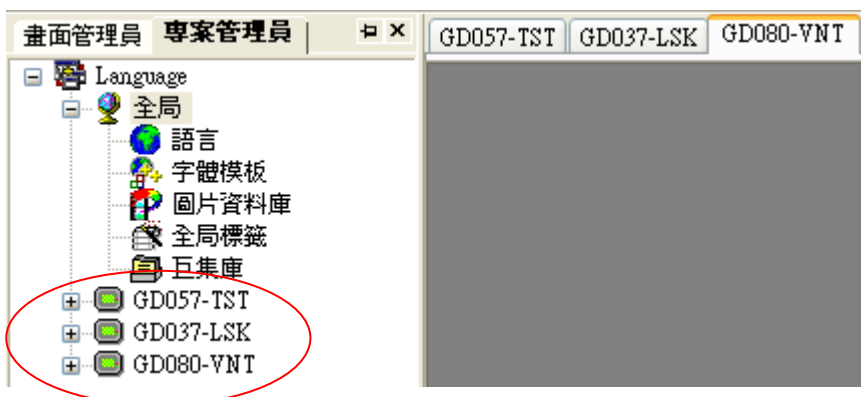 畫面管理員 專案管理員 GD057-TST GD037-LSK GD080-VNT
Language
全局
語言
字體模板
圖片資料庫
全局標籤
巨集庫
GD057-TST
GD037-LSK
GD080-VNT